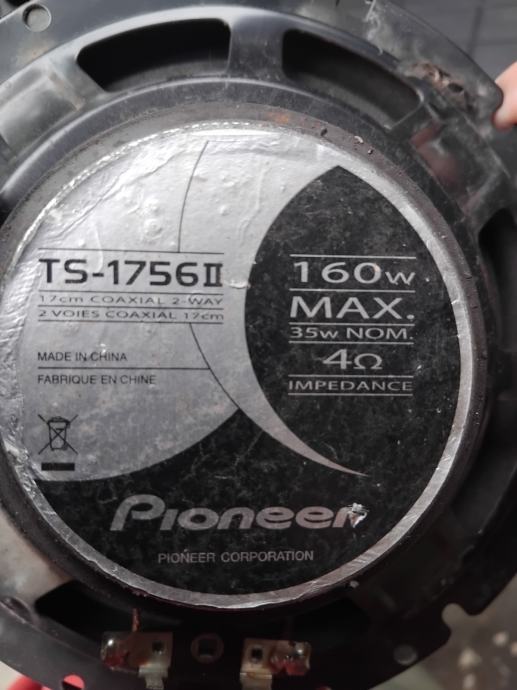 TS-1756II
17cm COAXIAL 2-WAY
2 VOIES COAXIAL 17cm
MADE IN CHINA
FABRIQUE EN CHINE
160w
MAX.
35w NOM.
4Ω
IMPEDANCE
Pioneer
PIONEER CORPORATION